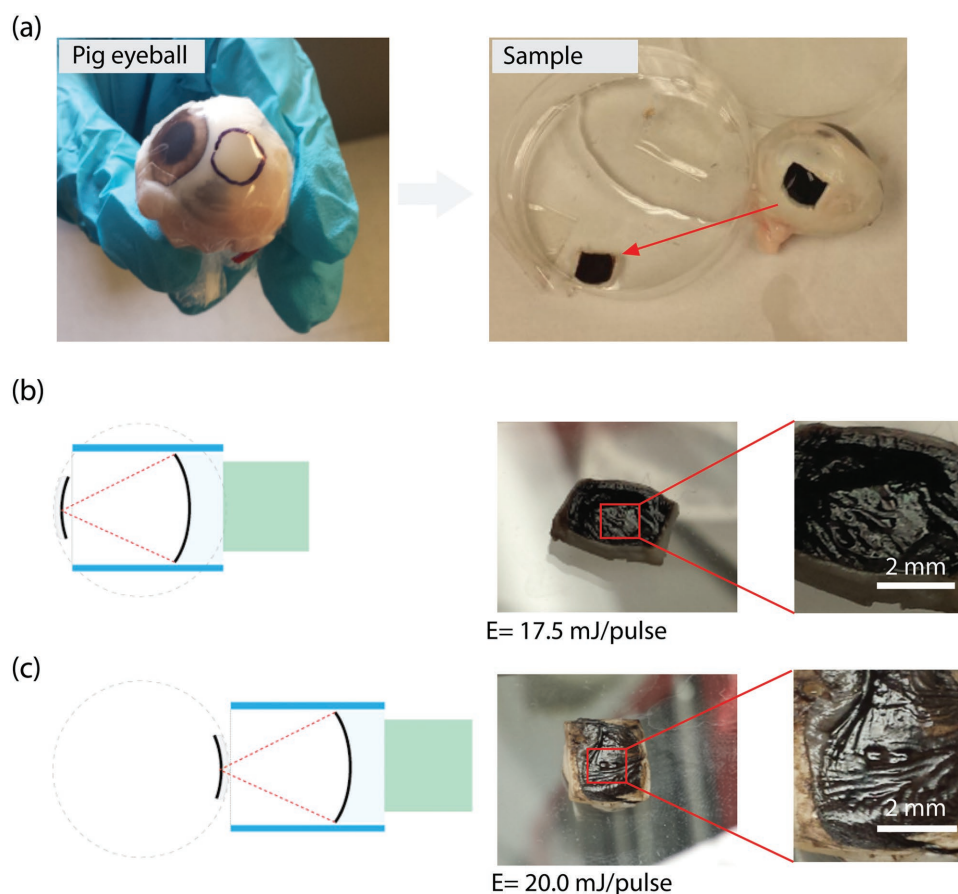 (a)
Pig eyeball
Sample
(b)
2 mm
E= 17.5 mJ/pulse
(c)
2 mm
E= 20.0 mJ/pulse